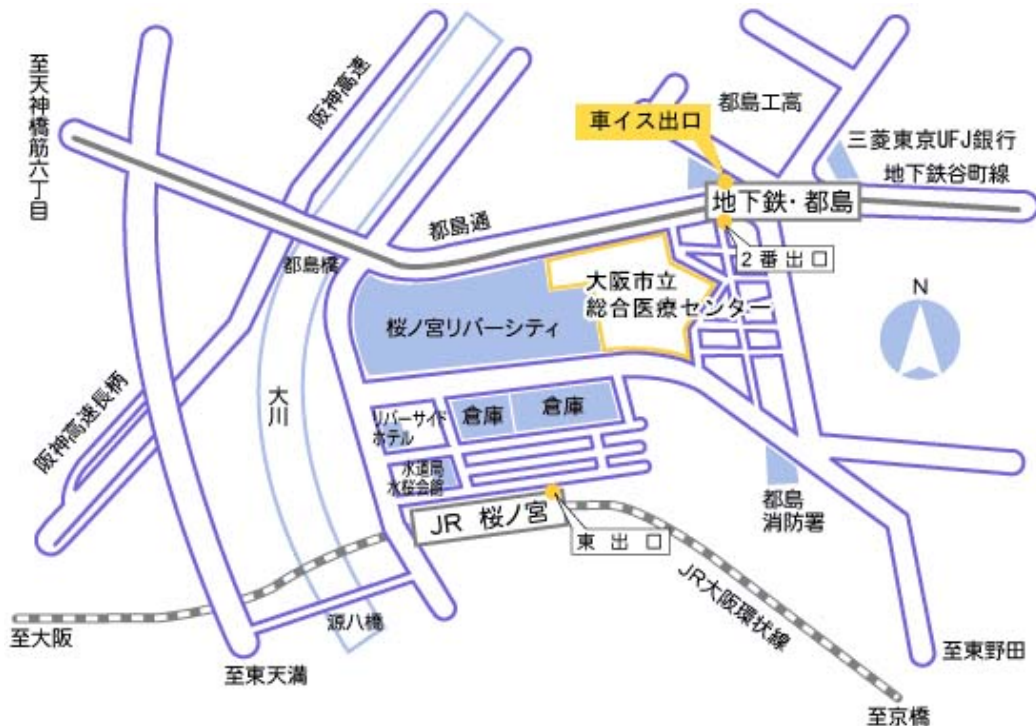 至天神橋筋六丁目
阪神高速
都島工高
車イス出口
三菱東京UFJ銀行
地下鉄谷町線
地下鉄・都島
都島通
2番出口
都島橋
大阪市立
総合医療センター
N
桜ノ宮リバーシティ
大川
阪神高速長柄
リバーサイド
ホテル
倉庫
倉庫
水道局
水桜会館
都島
消防署
JR 桜ノ宮
東出口
JR大阪環状線
源八橋
至大阪
至東天満
至東野田
至京橋